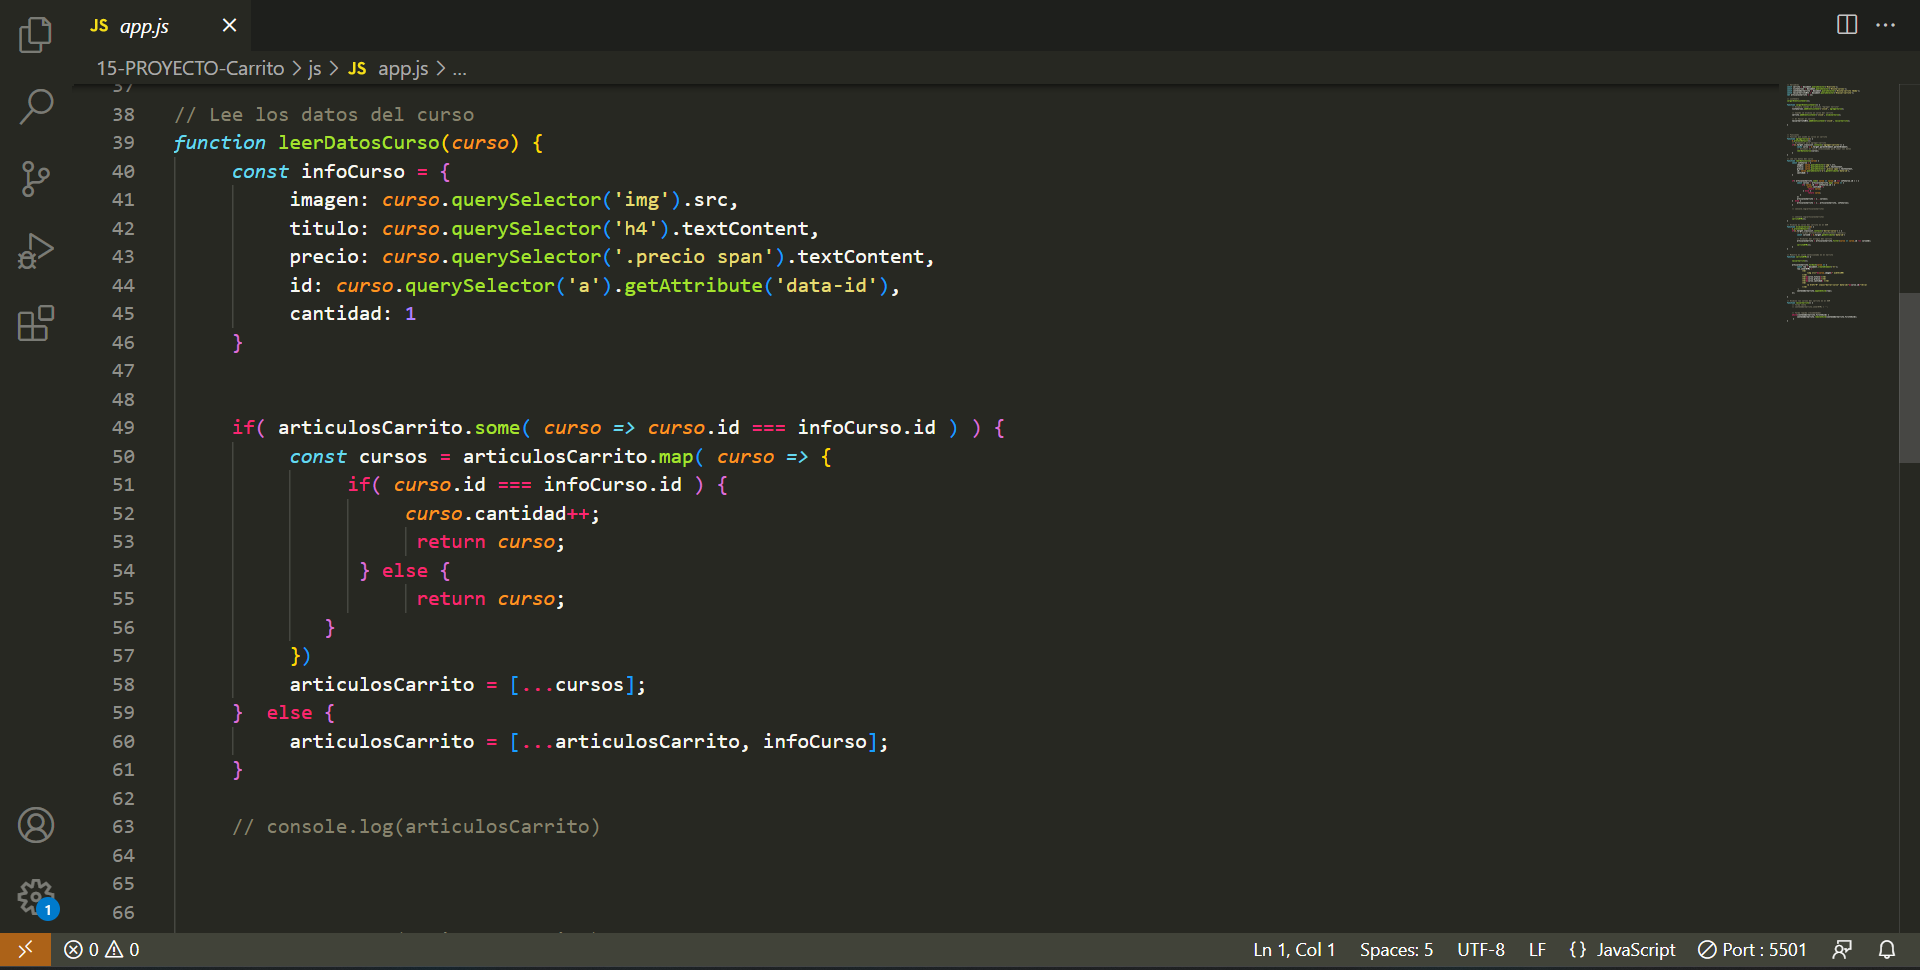 JS app.js
15-PROYECTO-Carrito > js > JS app.js > ...
37
38 // Lee los datos del curso
39 function leerDatosCurso(curso) {
40 const infoCurso = {
41 imagen: curso.querySelector('img').src,
42 titulo: curso.querySelector('h4').textContent,
43 precio: curso.querySelector('.precio span').textContent,
44 id: curso.querySelector('a').getAttribute('data-id'),
45 cantidad: 1
46 }
47
48
49 if( articulosCarrito.some( curso => curso.id === infoCurso.id ) ) {
50 const cursos = articulosCarrito.map( curso => {
51 if( curso.id === infoCurso.id ) {
52 curso.cantidad++;
53 return curso;
54 } else {
55 return curso;
56 }
57 })
58 articulosCarrito = [...cursos];
59 } else {
60 articulosCarrito = [...articulosCarrito, infoCurso];
61 }
62
63 // console.log(articulosCarrito)
64
65
66
1
0 0 Ln 1, Col 1 Spaces: 5 UTF-8 LF {} JavaScript Port : 5501